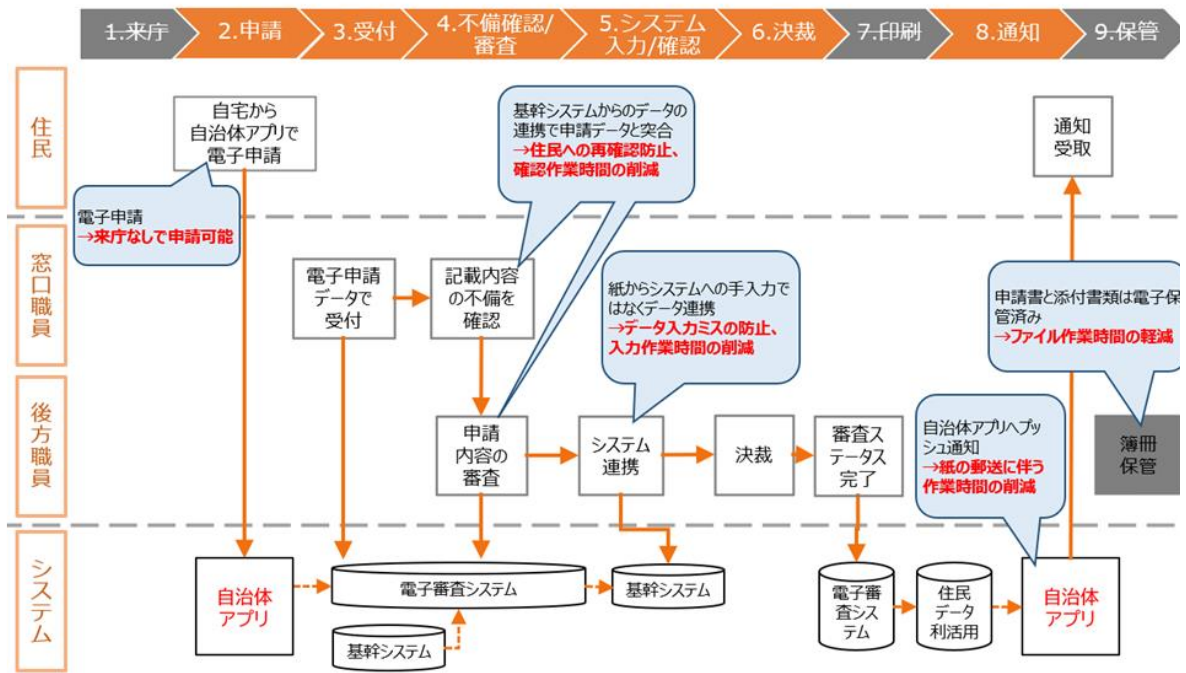 1.来庁
2.申請
3.受付
4.不備確認/
審査
5.システム
入力/確認
6.決裁
7.印刷
8.通知
9.保管
住民
自宅から
自治体アプリで
電子申請
基幹システムからのデータの
連携で申請データと突合
→住民への再確認防止、
確認作業時間の削減
通知
受取
電子申請
→来庁なしで申請可能
窓口職員
電子申請
データで
受付
記載内容
の不備を
確認
紙からシステムへの手入力で
はなくデータ連携
→データ入力ミスの防止、
入力作業時間の削減
申請書と添付書類は電子保
管済み
→ファイル作業時間の軽減
後方職員
申請
内容の
審査
システム
連携
決裁
審査ス
テータス
完了
自治体アプリへプッ
シュ通知
→紙の郵送に伴う
作業時間の削減
簿冊
保管
システム
自治体
アプリ
電子審査システム
基幹システム
基幹システム
電子審
査シス
テム
住民
データ
利活用
自治体
アプリ